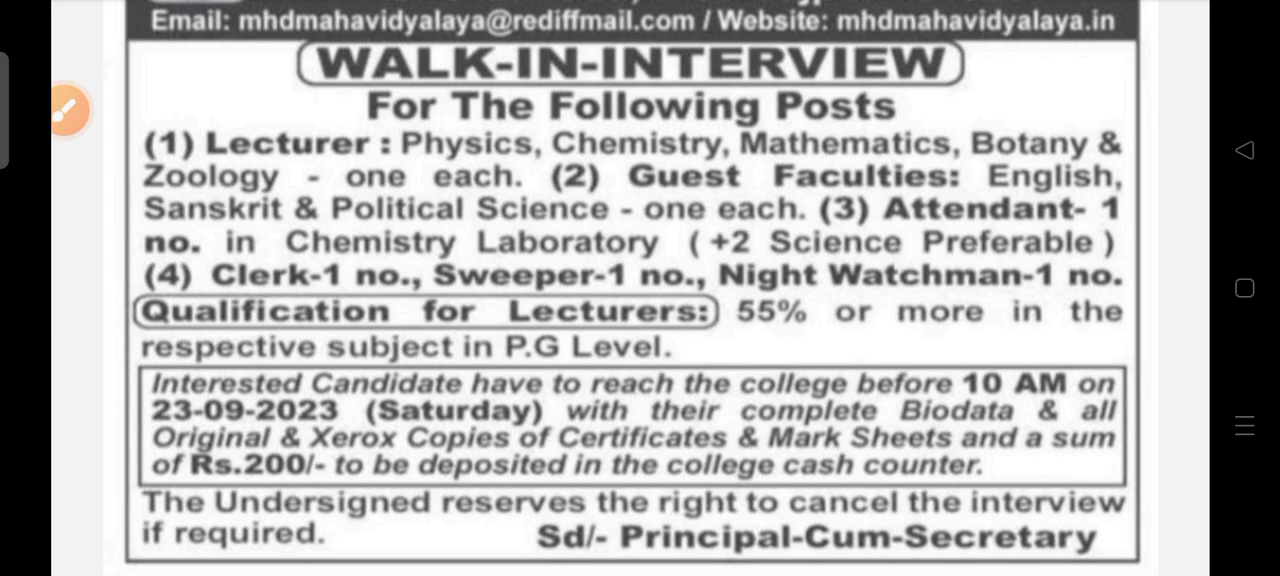 Email: mhdmahavidyalaya@rediffmail.com / Website: mhdmahavidyalaya.in
WALK-IN-INTERVIEW
For The Following Posts
(1) Lecturer : Physics, Chemistry, Mathematics, Botany &
Zoology - one each. (2) Guest Faculties: English,
Sanskrit & Political Science - one each. (3) Attendant- 1
no. in Chemistry Laboratory ( +2 Science Preferable )
(4) Clerk-1 no., Sweeper-1 no., Night Watchman-1 no.
Qualification for Lecturers: 55% or more in the
respective subject in P.G Level.
Interested Candidate have to reach the college before 10 AM on
23-09-2023 (Saturday) with their complete Biodata & all
Original & Xerox Copies of Certificates & Mark Sheets and a sum
of Rs.200/- to be deposited in the college cash counter.
The Undersigned reserves the right to cancel the interview
if required. Sd/- Principal-Cum-Secretary